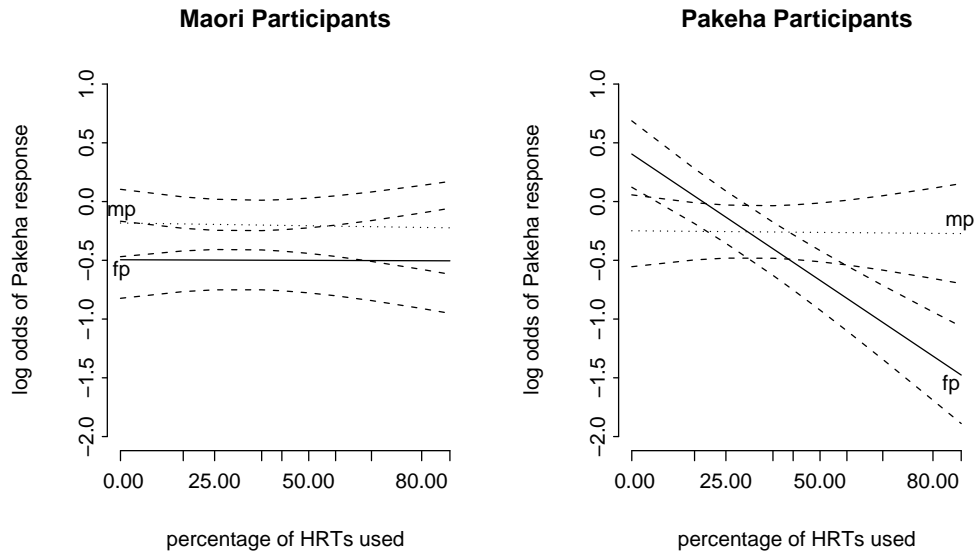 Maori Participants
log odds of Pakeha response
1.0
0.5
0.0
−0.5
−1.0
−1.5
−2.0
mp
fp
0.00 25.00 50.00 80.00
percentage of HRTs used
Pakeha Participants
log odds of Pakeha response
1.0
0.5
0.0
−0.5
−1.0
−1.5
−2.0
mp
fp
0.00 25.00 50.00 80.00
percentage of HRTs used